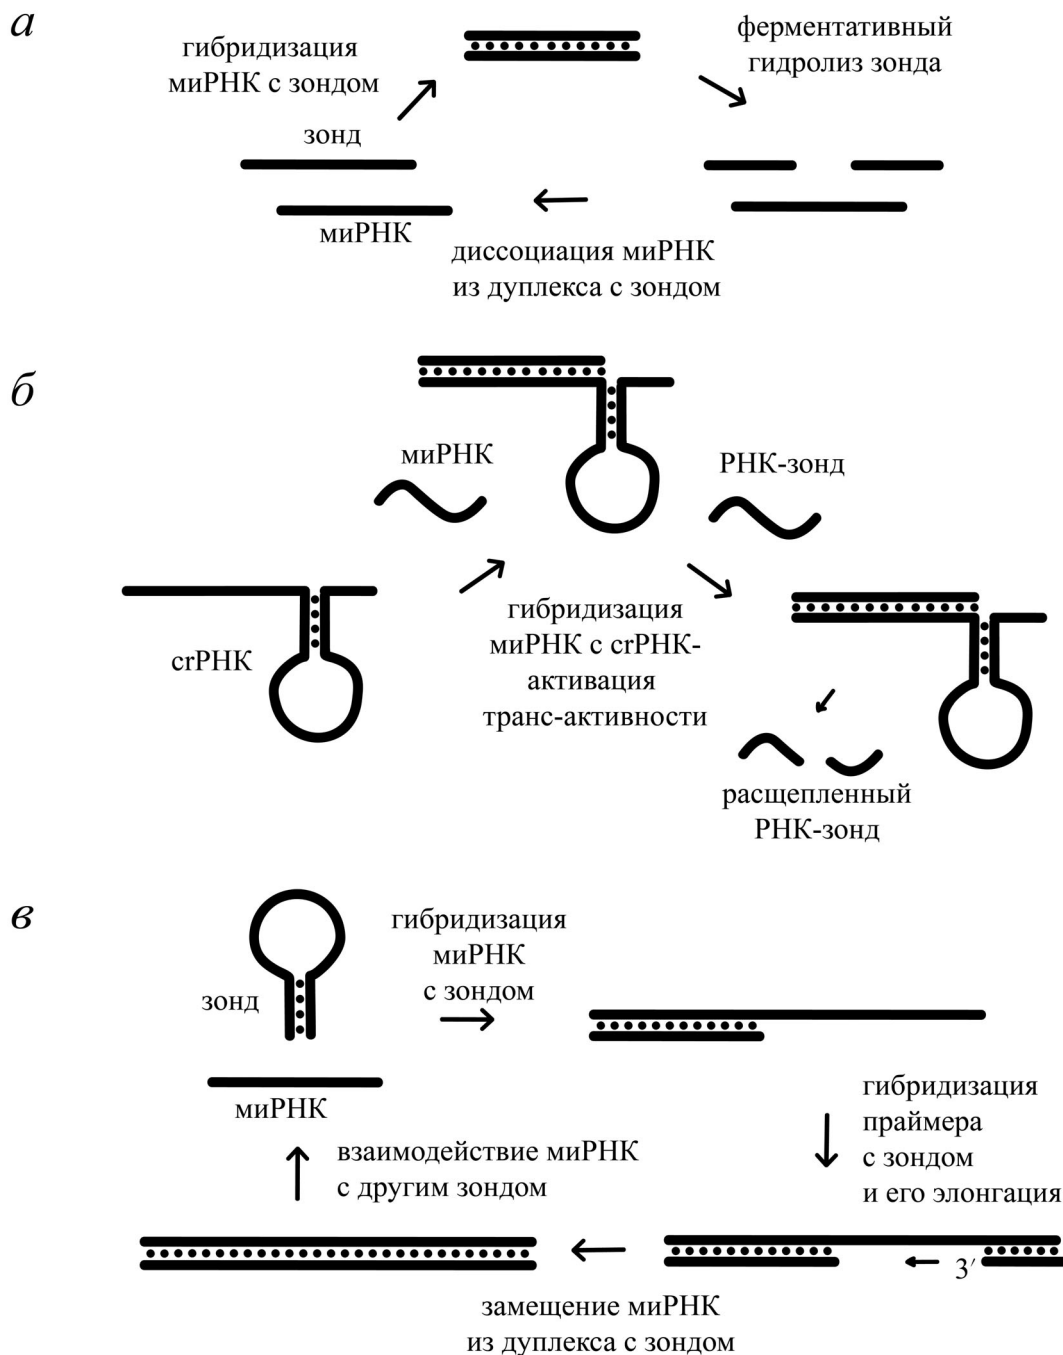 а
гибридизация
миРНК с зондом
ферментативный
гидролиз зонда
зонд
миРНК
диссоциация миРНК
из дуплекса с зондом
б
миРНК
РНК-зонд
crРНК
гибридизация
миРНК с crРНК-
активация
транс-активности
расщепленный
РНК-зонд
в
гибридизация
миРНК
с зондом
зонд
миРНК
гибридизация
праймера
с зондом
и его элонгация
взаимодействие миРНК
с другим зондом
3′
замещение миРНК
из дуплекса с зондом